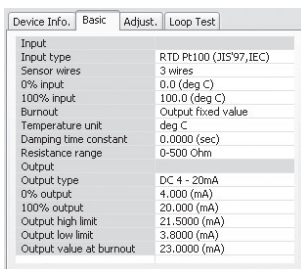 Device Info. Basic Adjust. Loop Test
Input
Input type RTD Pt100 (JIS'97,IEC)
Sensor wires 3 wires
0% input 0.0 (deg C)
100% input 100.0 (deg C)
Burnout Output fixed value
Temperature unit deg C
Damping time constant 0.0000 (sec)
Resistance range 0-500 Ohm
Output
Output type DC 4 - 20mA
0% output 4.000 (mA)
100% output 20.000 (mA)
Output high limit 21.5000 (mA)
Output low limit 3.8000 (mA)
Output value at burnout 23.0000 (mA)